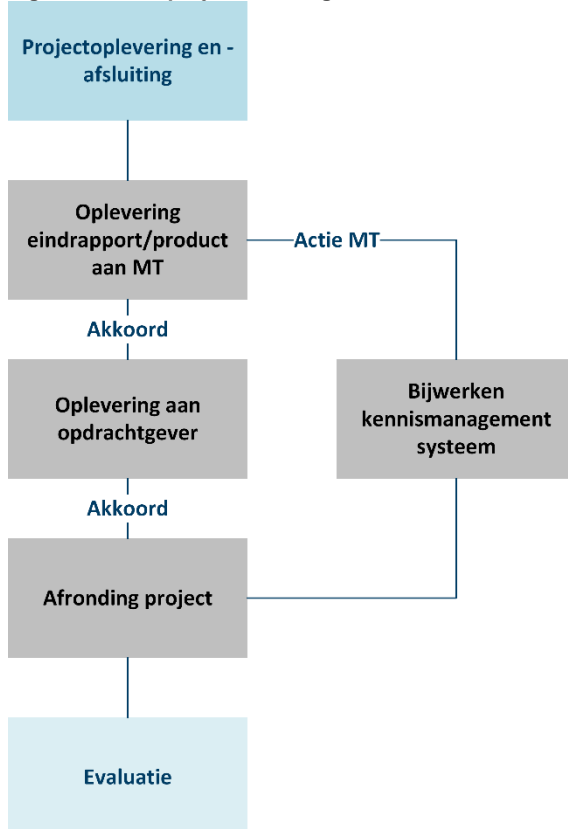 Projectoplevering en -
afsluiting
Oplevering
eindrapport/product
aan MT
Actie MT
Akkoord
Oplevering aan
opdrachtgever
Bijwerken
kennismanagement
systeem
Akkoord
Afronding project
Evaluatie